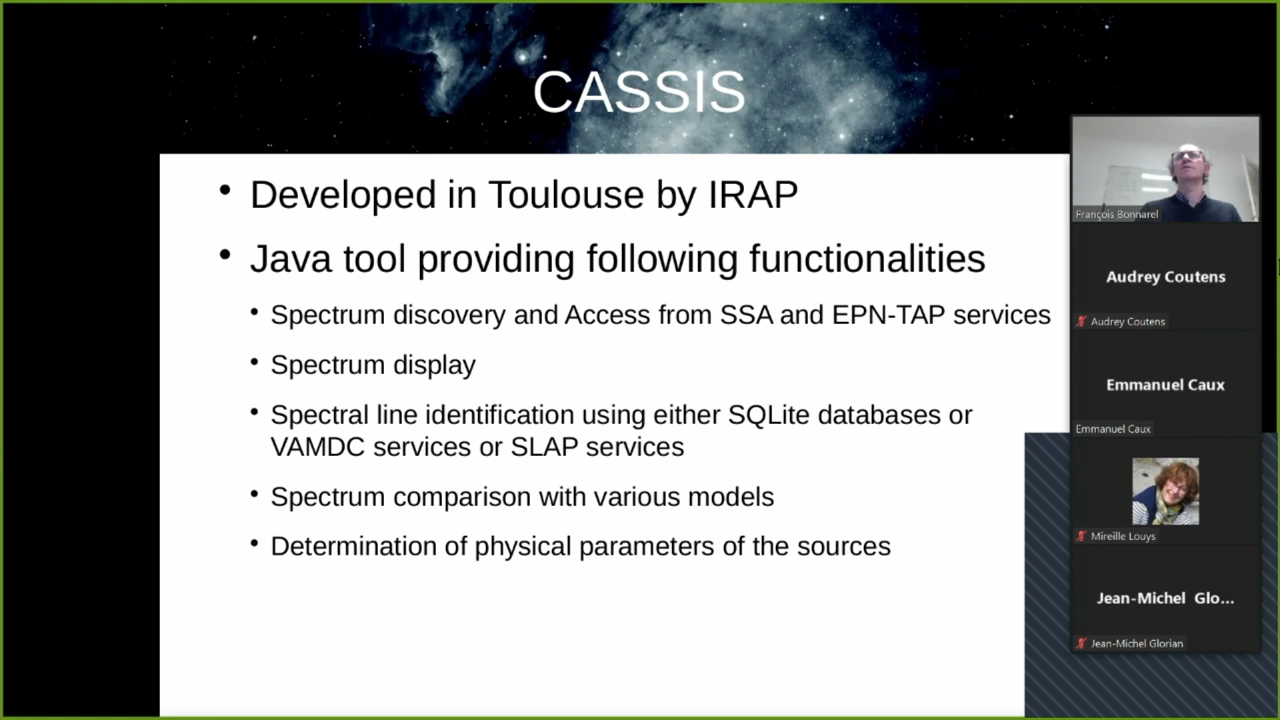 CASSIS
• Developed in Toulouse by IRAP
• Java tool providing following functionalities
• Spectrum discovery and Access from SSA and EPN-TAP services
• Spectrum display
• Spectral line identification using either SQLite databases or
VAMDC services or SLAP services
• Spectrum comparison with various models
• Determination of physical parameters of the sources
François Bonnarel
Audrey Coutens
Audrey Coutens
Emmanuel Caux
Emmanuel Caux
Mireille Louys
Jean-Michel Glo...
Jean-Michel Glorian